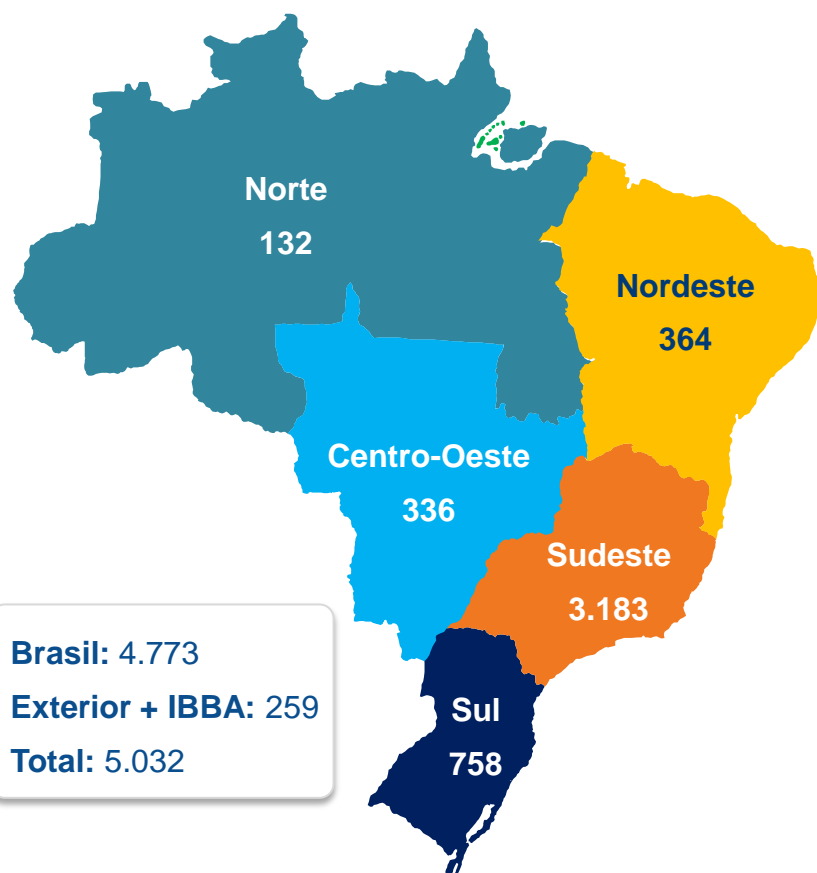 Norte
132
Nordeste
364
Centro-Oeste
336
Sudeste
3.183
Sul
758
Brasil: 4.773
Exterior + IBBA: 259
Total: 5.032